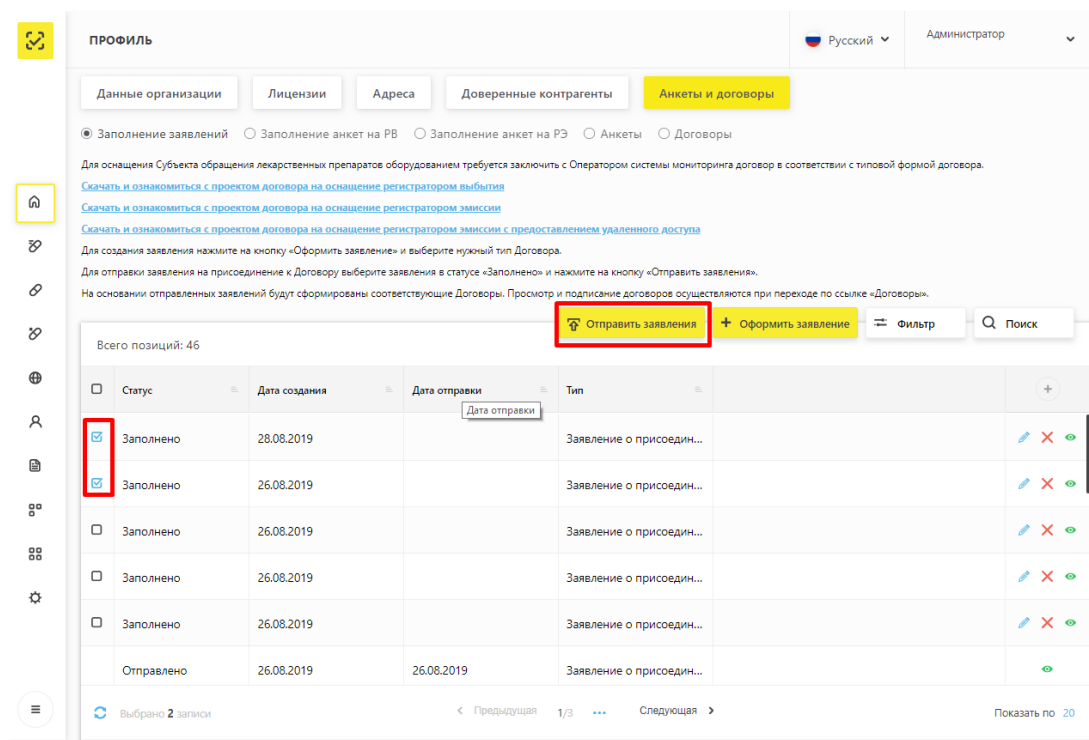 ПРОФИЛЬ
Русский
Администратор
Данные организации
Лицензии
Адреса
Доверенные контрагенты
Анкеты и договоры
Заполнение заявлений
Заполнение анкет на РВ
Заполнение анкет на РЭ
Анкеты
Договоры
Для оснащения Субъекта обращения лекарственных препаратов оборудованием требуется заключить с Оператором системы мониторинга договор в соответствии с типовой формой договора.
Скачать и ознакомиться с проектом договора на оснащение регистратором выбытия
Скачать и ознакомиться с проектом договора на оснащение регистратором эмиссии
Скачать и ознакомиться с проектом договора на оснащение регистратором эмиссии с предоставлением удаленного доступа
Для создания заявления нажмите на кнопку «Оформить заявление» и выберите нужный тип Договора.
Для отправки заявления на присоединение к Договору выберите заявления в статусе «Заполнено» и нажмите на кнопку «Отправить заявления».
На основании отправленных заявлений будут сформированы соответствующие Договоры. Просмотр и подписание договоров осуществляются при переходе по ссылке «Договоры».
Отправить заявления
+ Оформить заявление
Фильтр
Поиск
Всего позиций: 46
Статус Дата создания Дата отправки Тип
Дата отправки
Заполнено 28.08.2019 Заявление о присоедин...
Заполнено 26.08.2019 Заявление о присоедин...
Заполнено 26.08.2019 Заявление о присоедин...
Заполнено 26.08.2019 Заявление о присоедин...
Заполнено 26.08.2019 Заявление о присоедин...
Отправлено 26.08.2019 26.08.2019 Заявление о присоедин...
Выбрано 2 записи
Предыдущая 1/3 ••• Следующая
Показать по 20